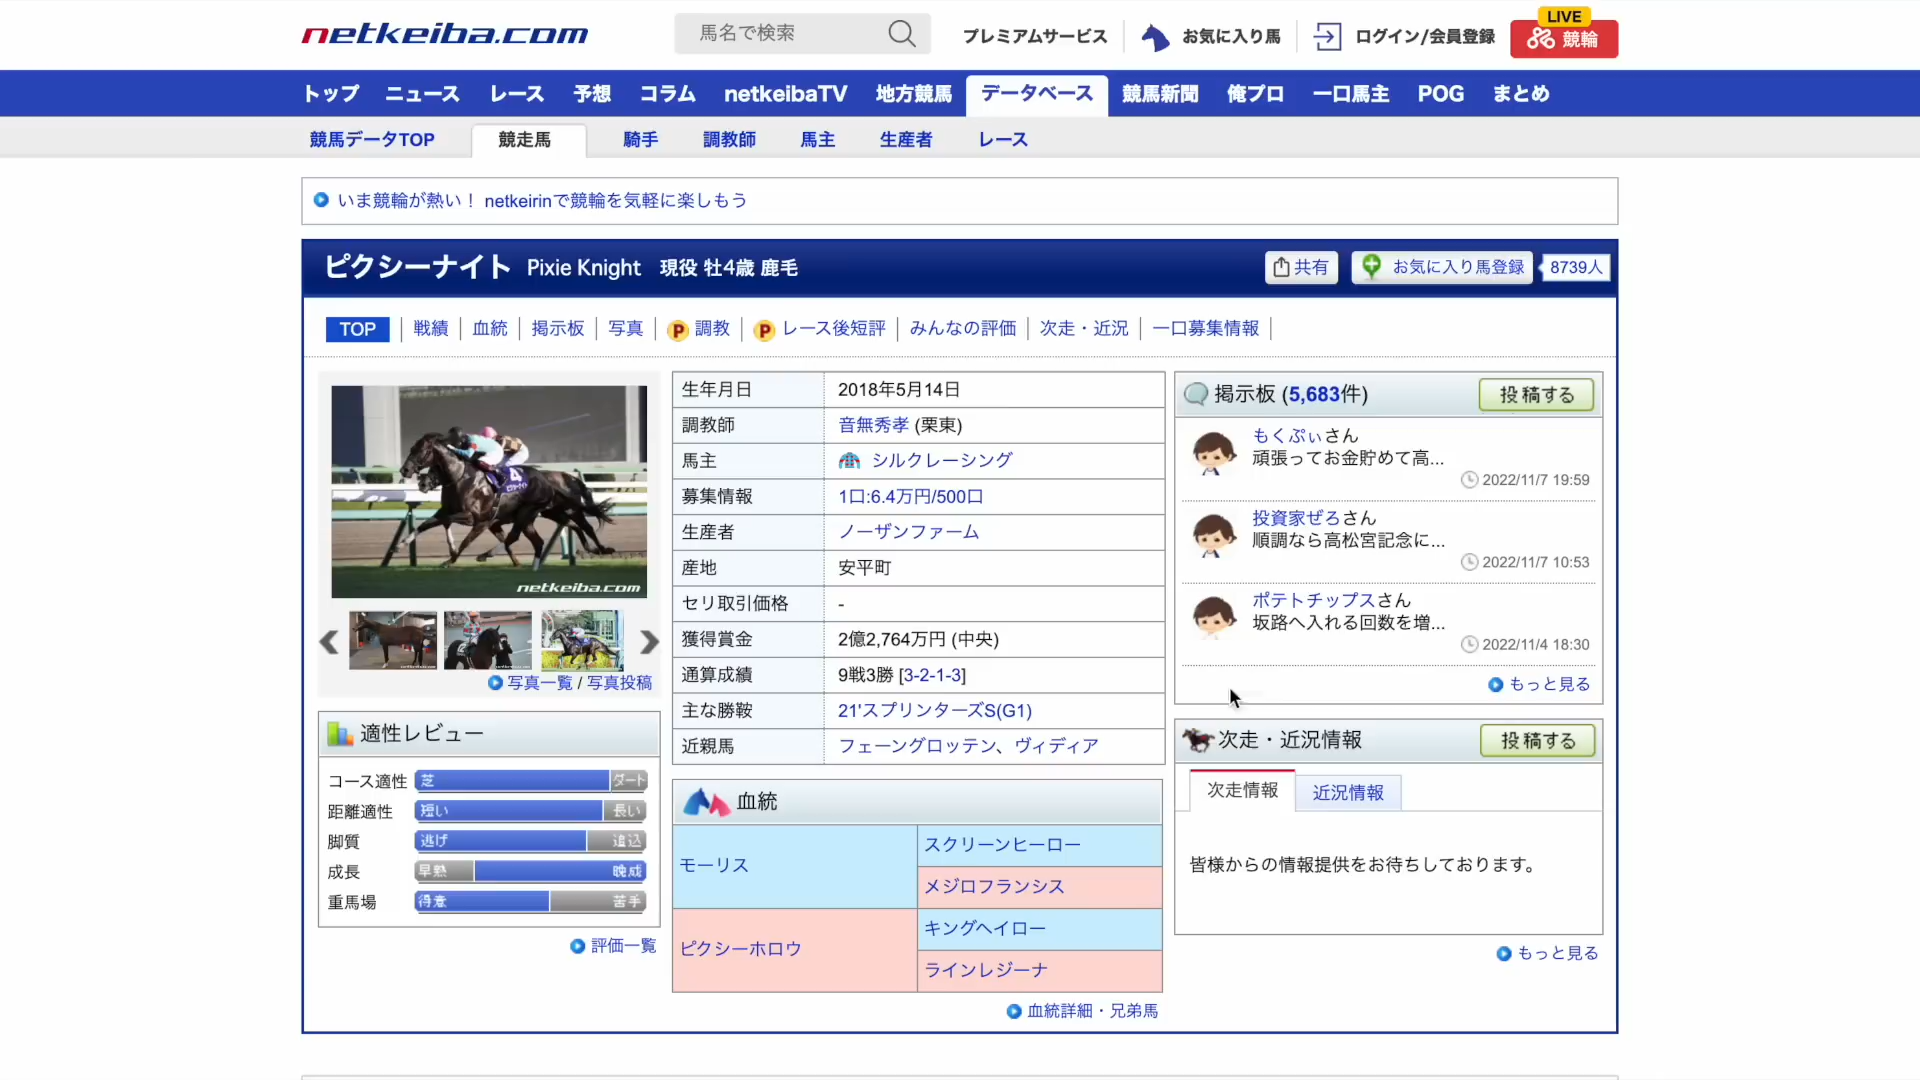 netkeiba.com
馬名で検索
プレミアムサービス
お気に入り馬
ログイン/会員登録
LIVE
競輪
トップ ニュース レース 予想 コラム netkeibaTV 地方競馬 データベース 競馬新聞 俺プロ 一口馬主 POG まとめ
競馬データTOP 競走馬 騎手 調教師 馬主 生産者 レース
いま競輪が熱い！ netkeirinで競輪を気軽に楽しもう
ピクシーナイト Pixie Knight 現役 牡4歳 鹿毛
共有
お気に入り馬登録
8739人
TOP 戦績 血統 掲示板 写真 P 調教 P レース後短評 みんなの評価 次走・近況 一口募集情報
netkeiba.com
写真一覧 / 写真投稿
適性レビュー
コース適性 芝 ダート
距離適性 短い 長い
脚質 逃げ 追込
成長 早熟 晩成
重馬場 得意 苦手
評価一覧
生年月日 2018年5月14日
調教師 音無秀孝 (栗東)
馬主 シルクレーシング
募集情報 1口:6.4万円/500口
生産者 ノーザンファーム
産地 安平町
セリ取引価格 -
獲得賞金 2億2,764万円 (中央)
通算成績 9戦3勝 [3-2-1-3]
主な勝鞍 21'スプリンターズS(G1)
近親馬 フェーングロッテン、ヴィディア
血統
モーリス
スクリーンヒーロー
メジロフランシス
ピクシーホロウ
キングヘイロー
ラインレジーナ
血統詳細・兄弟馬
掲示板 (5,683件)
投稿する
もくぷぃさん
頑張ってお金貯めて高...
2022/11/7 19:59
投資家ぜろさん
順調なら高松宮記念に...
2022/11/7 10:53
ポテトチップスさん
坂路へ入れる回数を増...
2022/11/4 18:30
もっと見る
次走・近況情報
投稿する
次走情報 近況情報
皆様からの情報提供をお待ちしております。
もっと見る